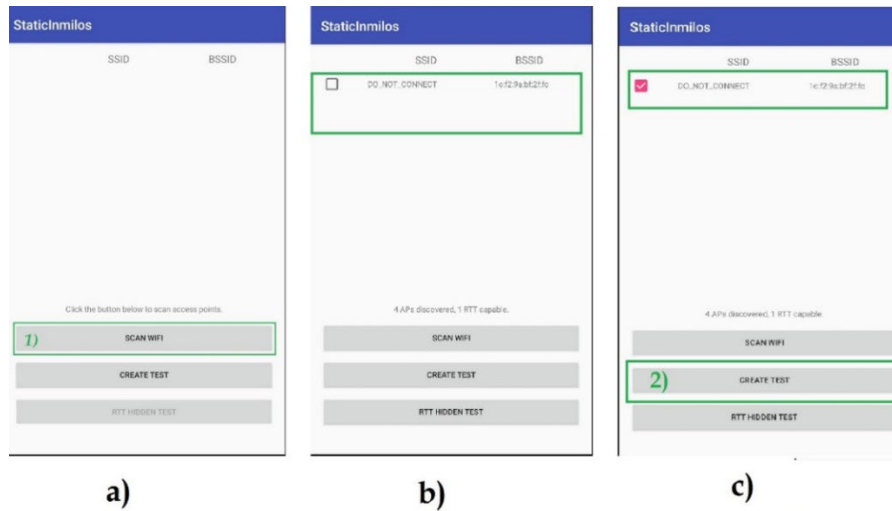 StaticInmilos
SSID BSSID
Click the button below to scan access points.
1) SCAN WIFI
CREATE TEST
RTT HIDDEN TEST
a)
StaticInmilos
SSID BSSID
DO_NOT_CONNECT
4 APs discovered, 1 RTT capable.
SCAN WIFI
CREATE TEST
RTT HIDDEN TEST
b)
StaticInmilos
SSID BSSID
DO_NOT_CONNECT
4 APs discovered, 1 RTT capable.
SCAN WIFI
2) CREATE TEST
RTT HIDDEN TEST
c)